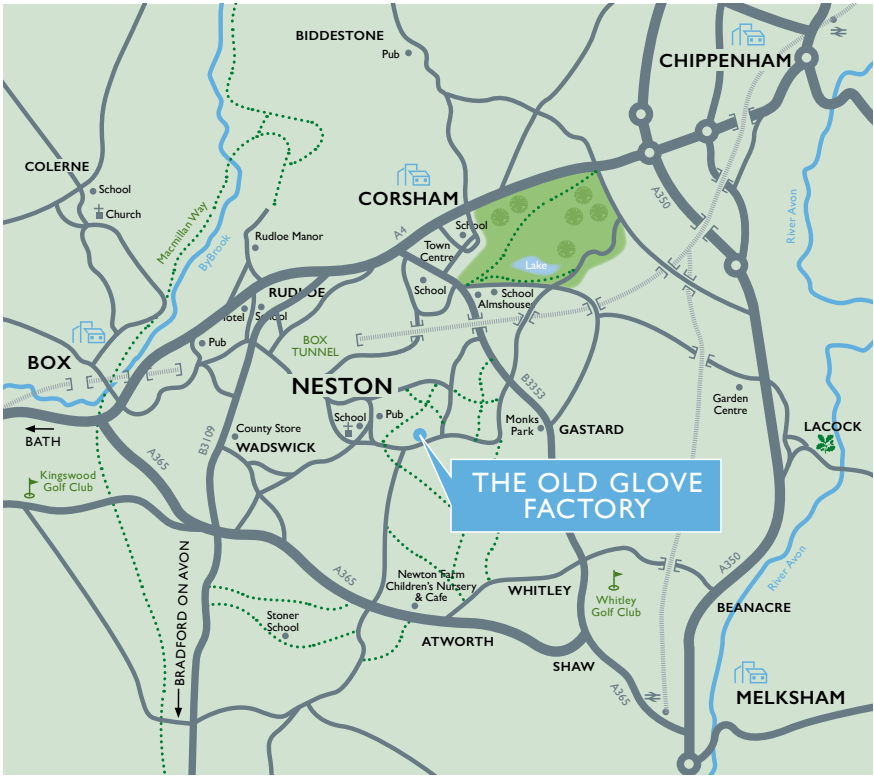 BIDDESTONE
Pub
CHIPPENHAM
COLERNE
School
Church
Macmillan Way
ByBrook
CORSHAM
A350
River Avon
Rudloe Manor
A4
School
Town
Centre
Lake
RUDLOE
School
School
Almshouses
Hotel
School
Pub
BOX
TUNNEL
BOX
NESTON
B3353
Garden
Centre
BATH
School
Pub
Monks
Park
GASTARD
LACOCK
B3109
County Store
WADSWICK
A365
Kingswood
Golf Club
THE OLD GLOVE
FACTORY
BRADFORD ON AVON
A365
Newton Farm
Children's Nursery
& Cafe
WHITLEY
Whitley
Golf Club
A350
River Avon
BEANACRE
Stoner
School
ATWORTH
SHAW
A365
MELKSHAM